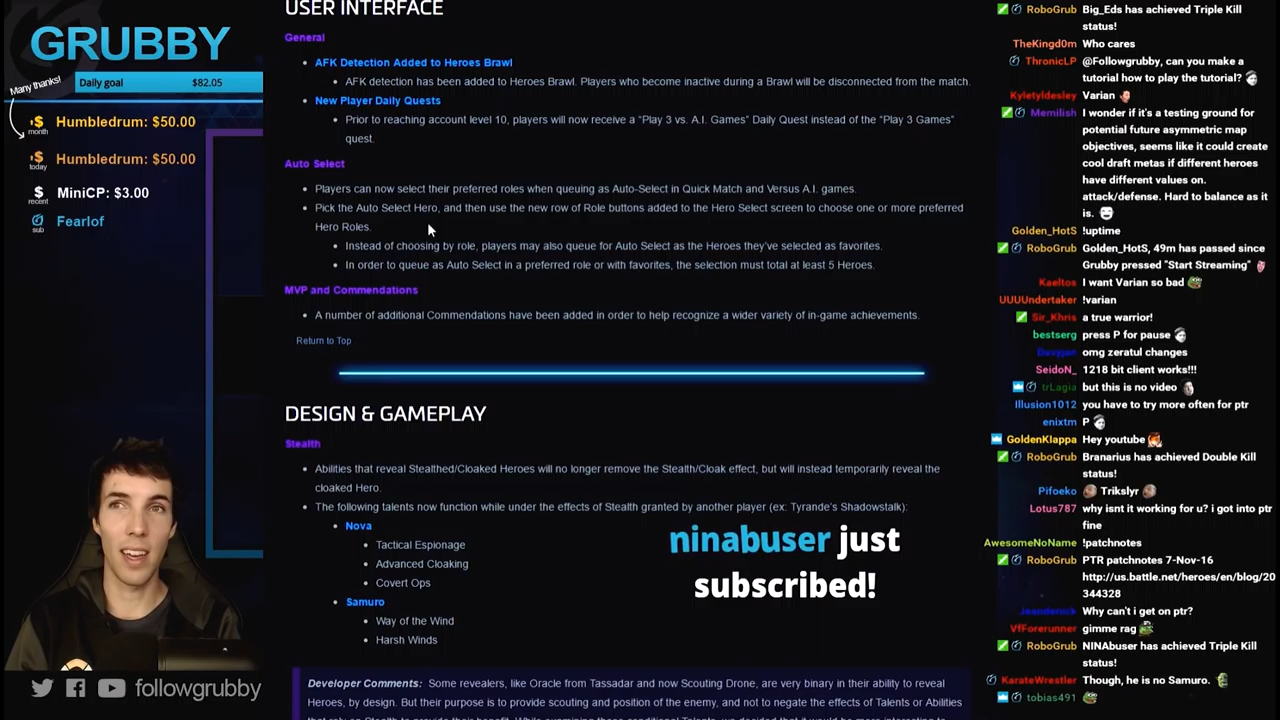 GRUBBY
Many thanks!
Daily goal $82.05
$ month Humbledrum: $50.00
$ today Humbledrum: $50.00
$ recent MiniCP: $3.00
sub Fearlof
USER INTERFACE
General
AFK Detection Added to Heroes Brawl
AFK detection has been added to Heroes Brawl. Players who become inactive during a Brawl will be disconnected from the match.
New Player Daily Quests
Prior to reaching account level 10, players will now receive a “Play 3 vs. A.I. Games” Daily Quest instead of the “Play 3 Games”
quest.
Auto Select
Players can now select their preferred roles when queuing as Auto-Select in Quick Match and Versus A.I. games.
Pick the Auto Select Hero, and then use the new row of Role buttons added to the Hero Select screen to choose one or more preferred
Hero Roles.
Instead of choosing by role, players may also queue for Auto Select as the Heroes they've selected as favorites.
In order to queue as Auto Select in a preferred role or with favorites, the selection must total at least 5 Heroes.
MVP and Commendations
A number of additional Commendations have been added in order to help recognize a wider variety of in-game achievements.
Return to Top
DESIGN & GAMEPLAY
Stealth
Abilities that reveal Stealthed/Cloaked Heroes will no longer remove the Stealth/Cloak effect, but will instead temporarily reveal the
cloaked Hero.
The following talents now function while under the effects of Stealth granted by another player (ex: Tyrande's Shadowstalk):
Nova
Tactical Espionage
Advanced Cloaking
Covert Ops
Samuro
Way of the Wind
Harsh Winds
Developer Comments: Some revealers, like Oracle from Tassadar and now Scouting Drone, are very binary in their ability to reveal
Heroes, by design. But their purpose is to provide scouting and position of the enemy, and not to negate the effects of Talents or Abilities
ninabuser just
subscribed!
followgrubby
RoboGrub Big_Eds has achieved Triple Kill
status!
TheKingd0m Who cares
ThronicLP @Followgrubby, can you make a
tutorial how to play the tutorial?
Kyletyldesley Varian
Memilish I wonder if it's a testing ground for
potential future asymmetric map
objectives, seems like it could create
cool draft metas if different heroes
have different values on.
attack/defense. Hard to balance as it
is.
Golden_HotS !uptime
RoboGrub Golden_HotS, 49m has passed since
Grubby pressed "Start Streaming"
Kaeltos I want Varian so bad
UUUUndertaker !varian
Sir_Khris a true warrior!
bestserg press P for pause
Davyjan omg zeratul changes
SeidoN_ 1218 bit client works!!!
trLagia but this is no video
Illusion1012 you have to try more often for ptr
enixtm P
GoldenKlappa Hey youtube
RoboGrub Branarius has achieved Double Kill
status!
Pifoeko Trikslyr
Lotus787 why isnt working for u? i got into ptr
fine
AwesomeNoName !patchnotes
RoboGrub PTR patchnotes 7-Nov-16
http://us.battle.net/heroes/en/blog/20
344328
Why can't i get on ptr?
VfForerunner gimme rag
RoboGrub NINAbuser has achieved Triple Kill
status!
KarateWrestler Though, he is no Samuro.
tobias491